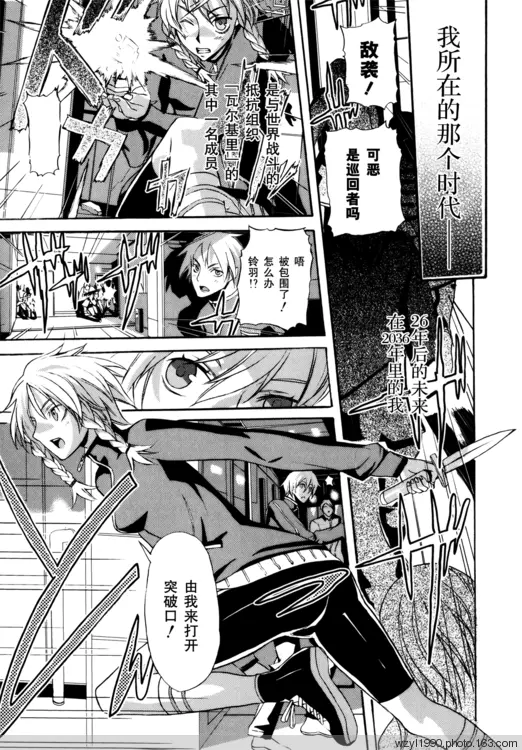 我所在的那个时代——
敌袭！
可恶
是巡回者吗
26年后的未来
在2036年里的我
是与世界战斗的
抵抗组织
「瓦尔基里」的
其中一名成员
唔
被包围了！
怎么办
铃羽!?
由我来打开
突破口！
wzyl1990.photo.163.com